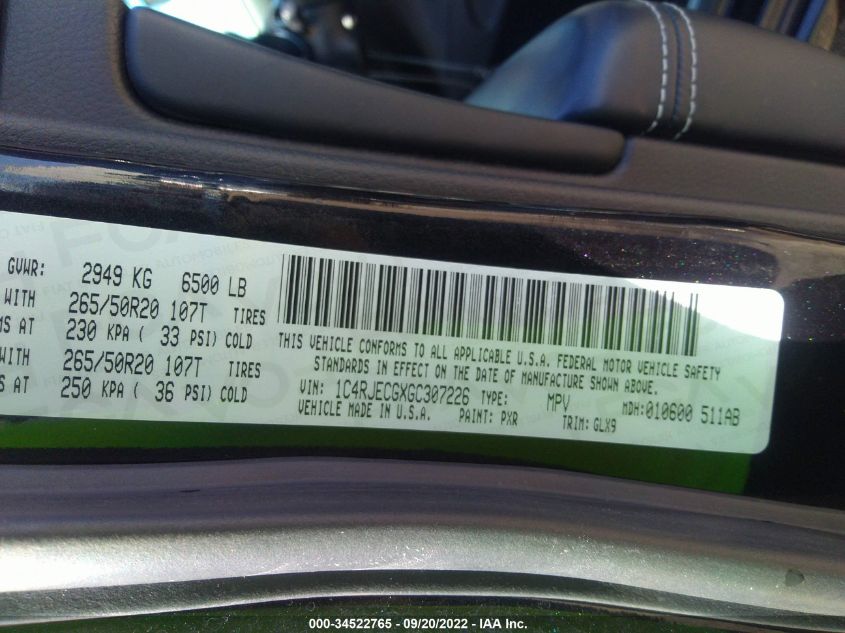 GVWR: 2949 KG 6500 LB
WITH 265/50R20 107T TIRES
MS AT 230 KPA ( 33 PSI) COLD
WITH 265/50R20 107T TIRES
S AT 250 KPA ( 36 PSI) COLD
THIS VEHICLE CONFORMS TO ALL APPLICABLE U.S.A. FEDERAL MOTOR VEHICLE SAFETY
STANDARDS IN EFFECT ON THE DATE OF MANUFACTURE SHOWN ABOVE.
VIN: 1C4RJECGXGC307226 TYPE: MPV MDH:010600 511AB
VEHICLE MADE IN U.S.A. PAINT: PXR TRIM: GLX9
000-34522765 - 09/20/2022 - IAA Inc.